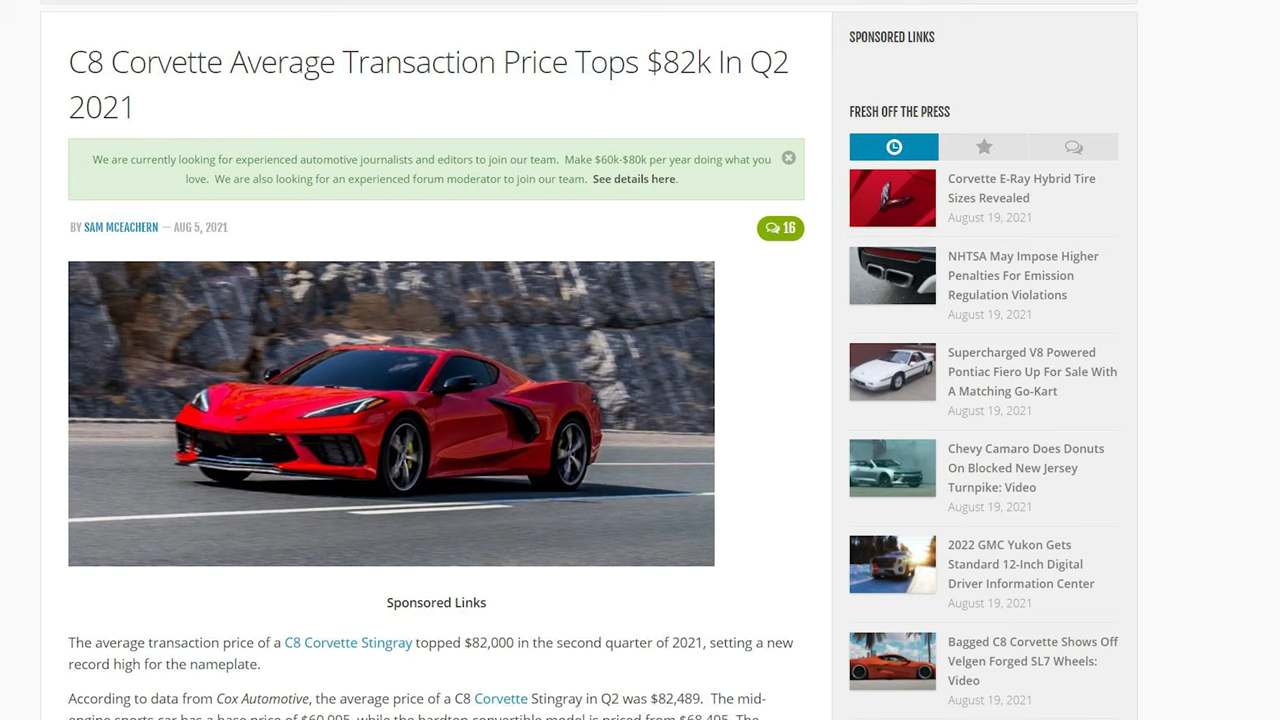 C8 Corvette Average Transaction Price Tops $82k In Q2
2021
We are currently looking for experienced automotive journalists and editors to join our team. Make $60k-$80k per year doing what you
love. We are also looking for an experienced forum moderator to join our team. See details here.
BY SAM MCEACHERN — AUG 5, 2021
16
Sponsored Links
The average transaction price of a C8 Corvette Stingray topped $82,000 in the second quarter of 2021, setting a new
record high for the nameplate.
According to data from Cox Automotive, the average price of a C8 Corvette Stingray in Q2 was $82,489. The mid-
engine sports car has a base price of $60,995, while the hardtop convertible model is priced from $68,495. The
SPONSORED LINKS
FRESH OFF THE PRESS
Corvette E-Ray Hybrid Tire
Sizes Revealed
August 19, 2021
NHTSA May Impose Higher
Penalties For Emission
Regulation Violations
August 19, 2021
Supercharged V8 Powered
Pontiac Fiero Up For Sale With
A Matching Go-Kart
August 19, 2021
Chevy Camaro Does Donuts
On Blocked New Jersey
Turnpike: Video
August 19, 2021
2022 GMC Yukon Gets
Standard 12-Inch Digital
Driver Information Center
August 19, 2021
Bagged C8 Corvette Shows Off
Velgen Forged SL7 Wheels:
Video
August 19, 2021